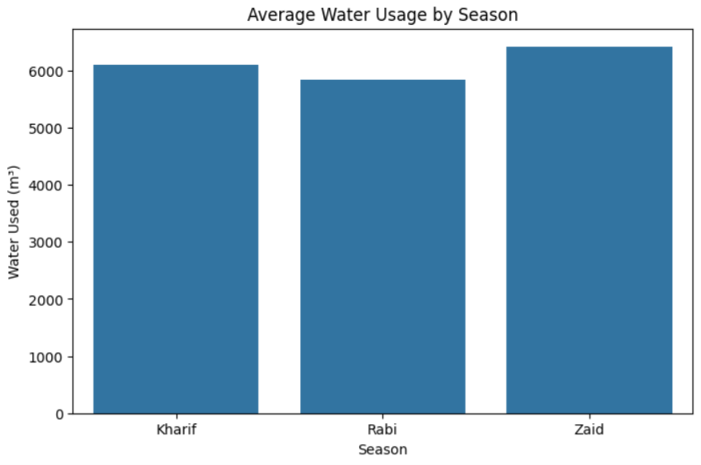 Average Water Usage by Season
Water Used (m³)
6000
5000
4000
3000
2000
1000
0
Kharif Rabi Zaid
Season